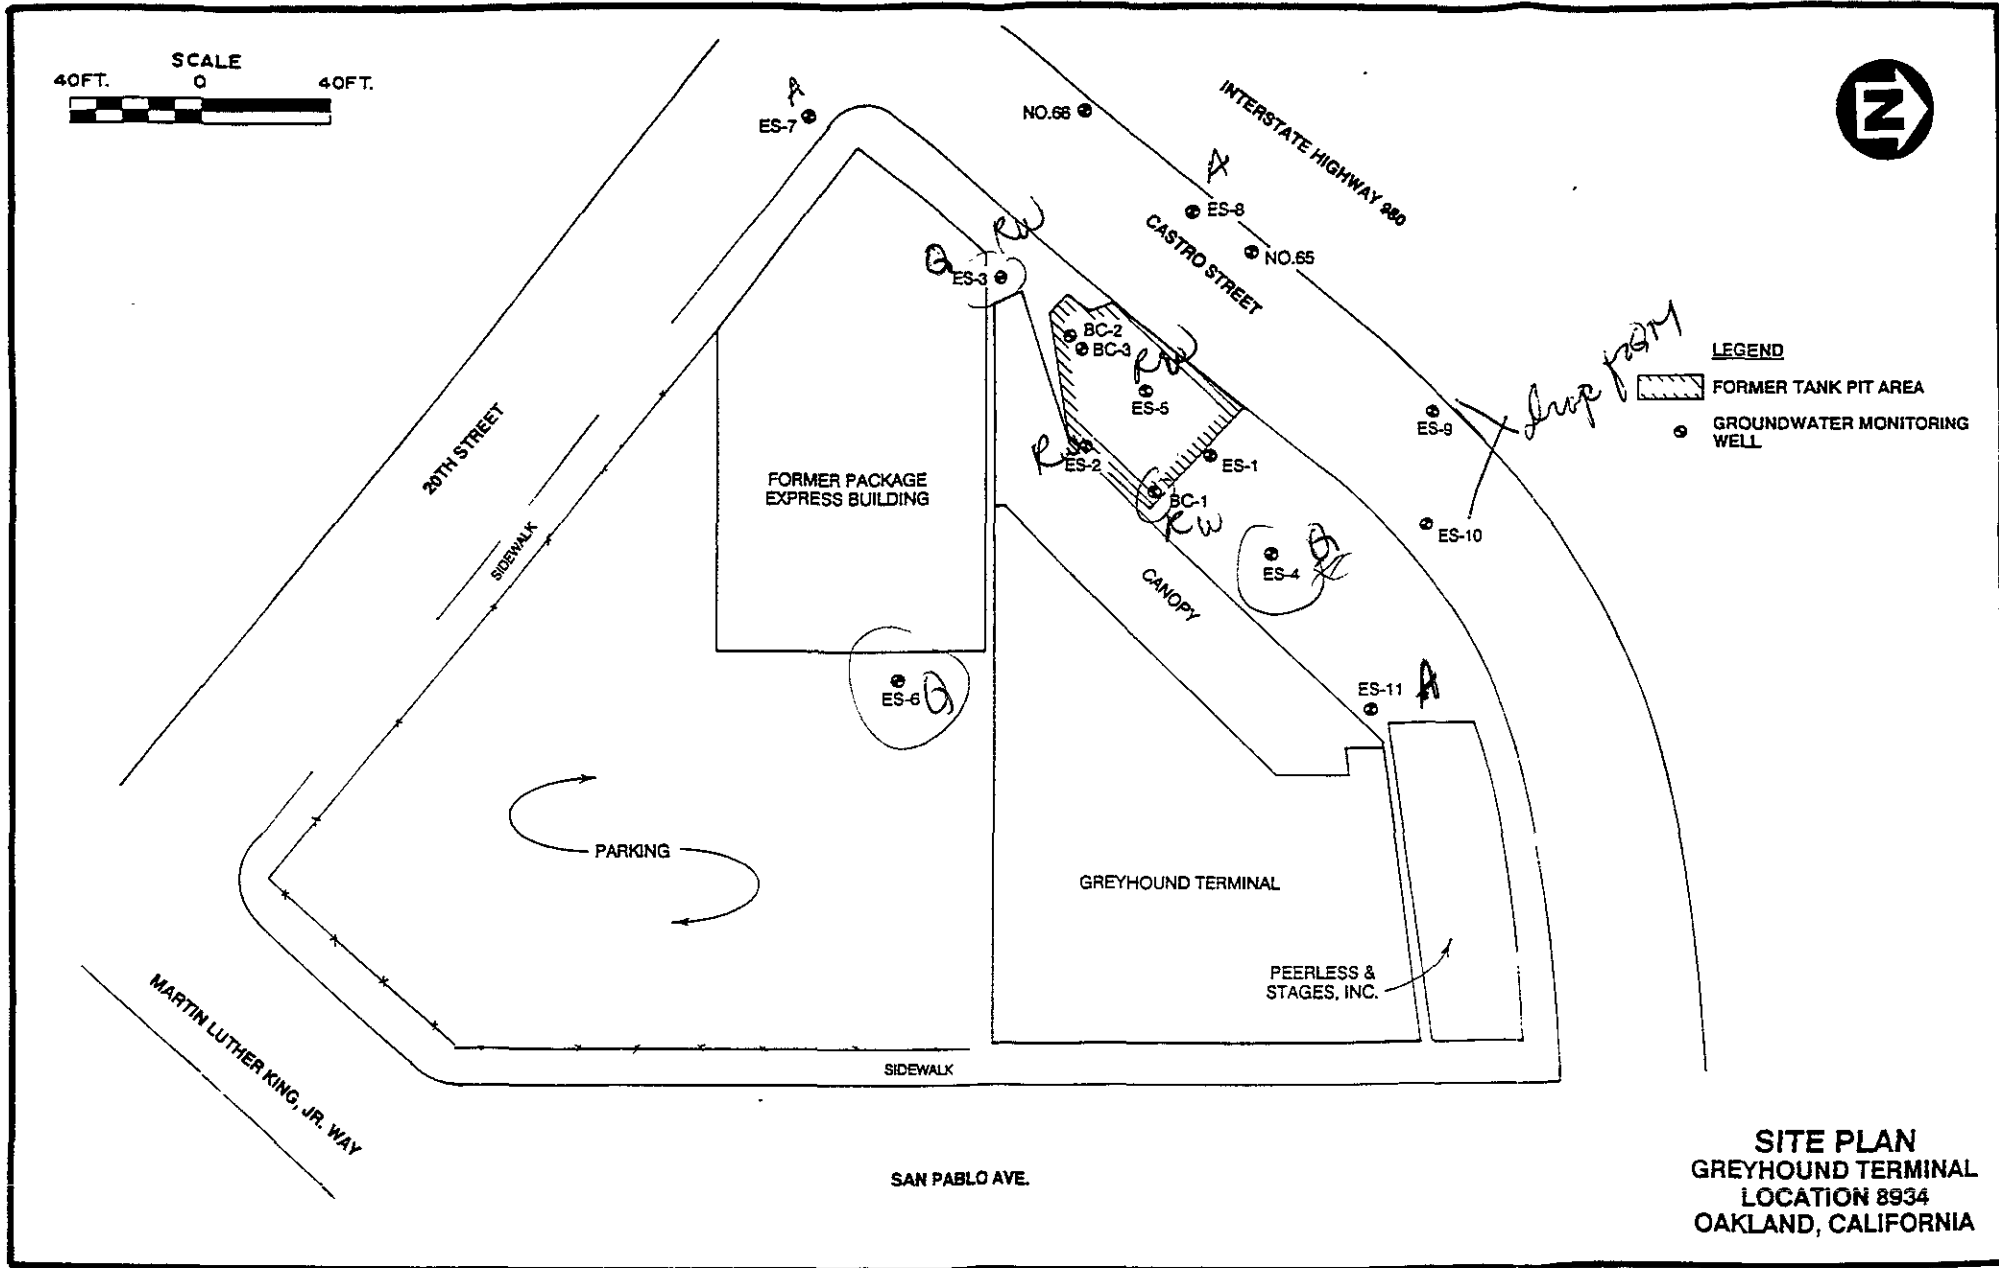 SCALE
40FT. 0 40FT.
N
A
ES-7
NO.66
INTERSTATE HIGHWAY 980
A
ES-8
CASTRO STREET
NO.65
RW
Q
ES-3
BC-2
BC-3
RW
ES-5
RW
ES-2
ES-1
BC-1
RW
ES-9
drop from
QM
ES-10
LEGEND
FORMER TANK PIT AREA
GROUNDWATER MONITORING
WELL
20TH STREET
SIDEWALK
FORMER PACKAGE
EXPRESS BUILDING
CANOPY
ES-4
Q
ES-6 Q
ES-11 A
PARKING
GREYHOUND TERMINAL
PEERLESS &
STAGES, INC.
MARTIN LUTHER KING, JR. WAY
SIDEWALK
SAN PABLO AVE.
SITE PLAN
GREYHOUND TERMINAL
LOCATION 8934
OAKLAND, CALIFORNIA